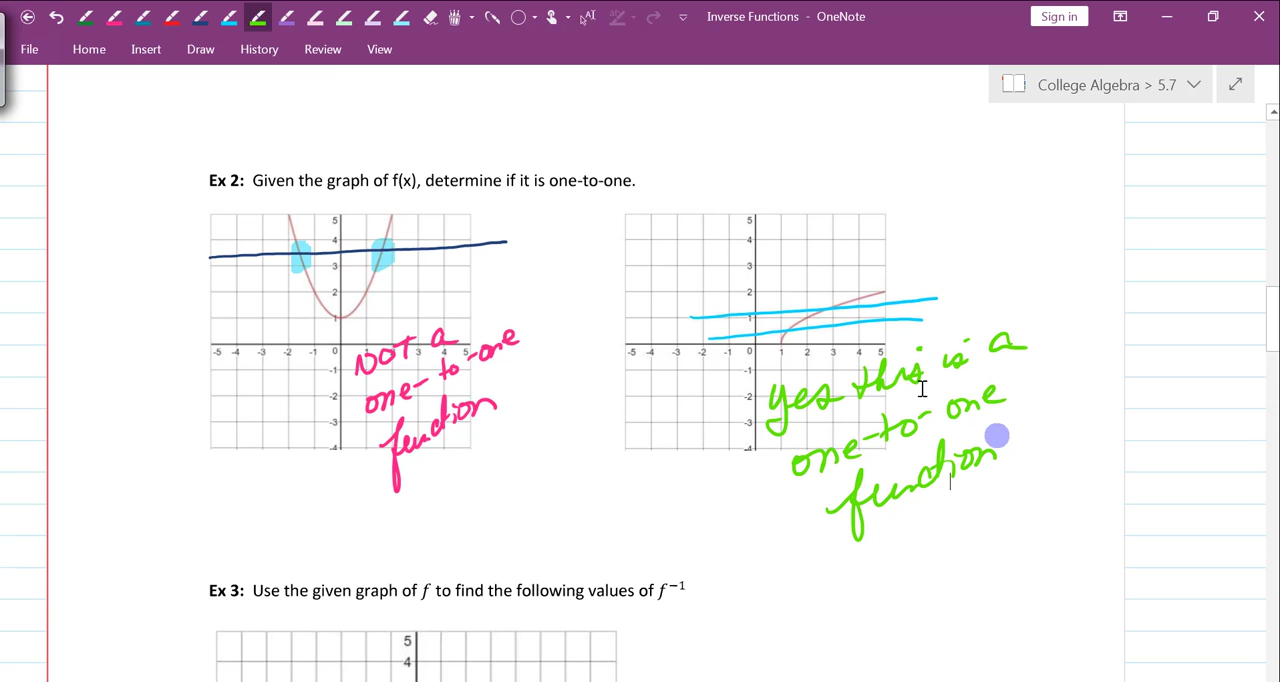 Inverse Functions - OneNote
Sign in
File Home Insert Draw History Review View
College Algebra > 5.7
Ex 2: Given the graph of f(x), determine if it is one-to-one.
5
4
3
2
1
-5 -4 -3 -2 -1 0 1 3 4 5
-1
-2
-3
-4
NOT a
one-to-one
function
5
4
3
2
1
-5 -4 -3 -2 -1 0 1 2 3 4 5
-1
-2
-3
-4
yes this is a
one-to-one
function
Ex 3: Use the given graph of f to find the following values of f⁻¹
5
4